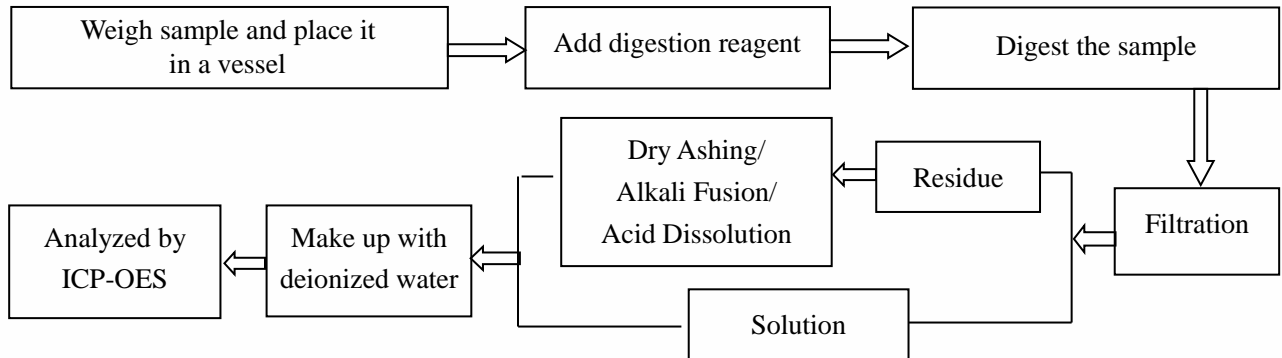 Weigh sample and place it
in a vessel
Add digestion reagent
Digest the sample
Filtration
Residue
Dry Ashing/
Alkali Fusion/
Acid Dissolution
Solution
Make up with
deionized water
Analyzed by
ICP-OES